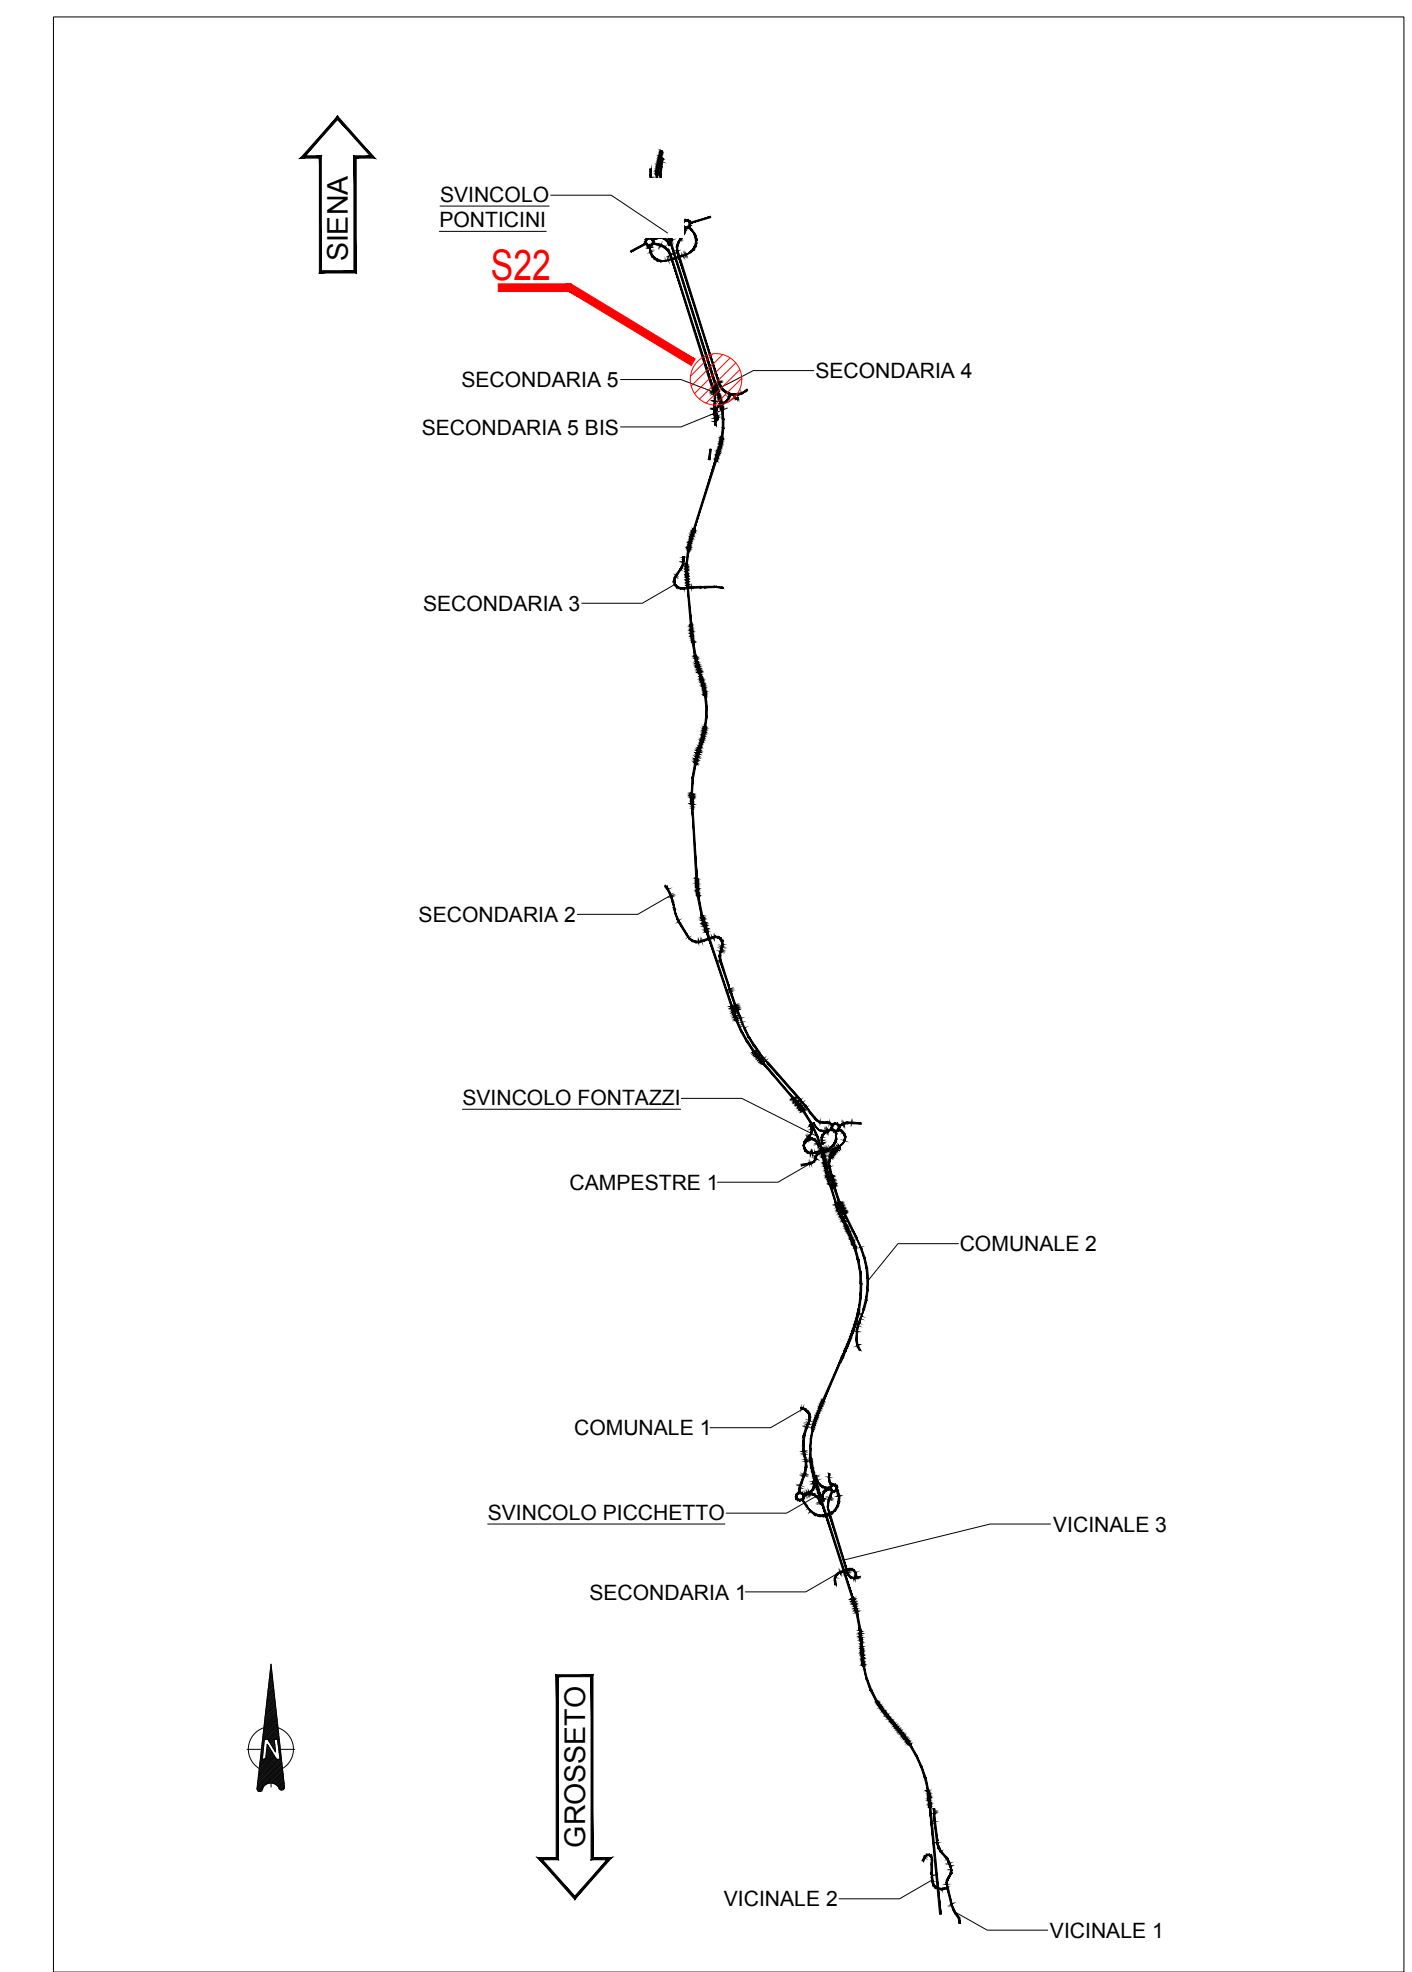 SIENA
SVINCOLO
PONTICINI
S22
SECONDARIA 4
SECONDARIA 5
SECONDARIA 5 BIS
SECONDARIA 3
SECONDARIA 2
SVINCOLO FONTAZZI
CAMPESTRE 1
COMUNALE 2
COMUNALE 1
SVINCOLO PICCHETTO
VICINALE 3
SECONDARIA 1
GROSSETO
N
VICINALE 2
VICINALE 1